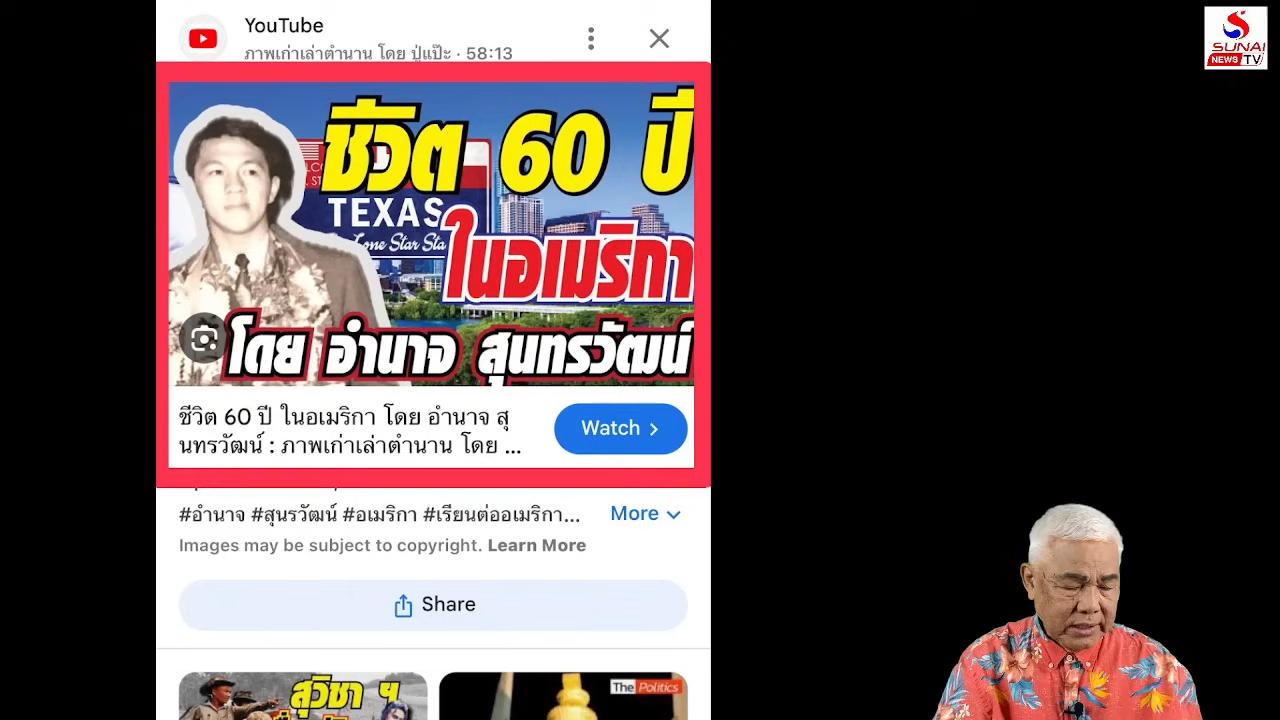 YouTube
ภาพเก่าเล่าตำนาน โดย ปู่แป๊ะ · 58:13
SUNAI
NEWS TV
ชีวิต 60 ปี
TEXAS
Lone Star Sta
ในอเมริกา
โดย อำนาจ สุนทรวัฒน์
ชีวิต 60 ปี ในอเมริกา โดย อำนาจ สุ
นทรวัฒน์ : ภาพเก่าเล่าตำนาน โดย ...
Watch
#อำนาจ #สุนรวัฒน์ #อเมริกา #เรียนต่ออเมริกา...
More
Images may be subject to copyright. Learn More
Share
สุวิชา ฯ
The Politics